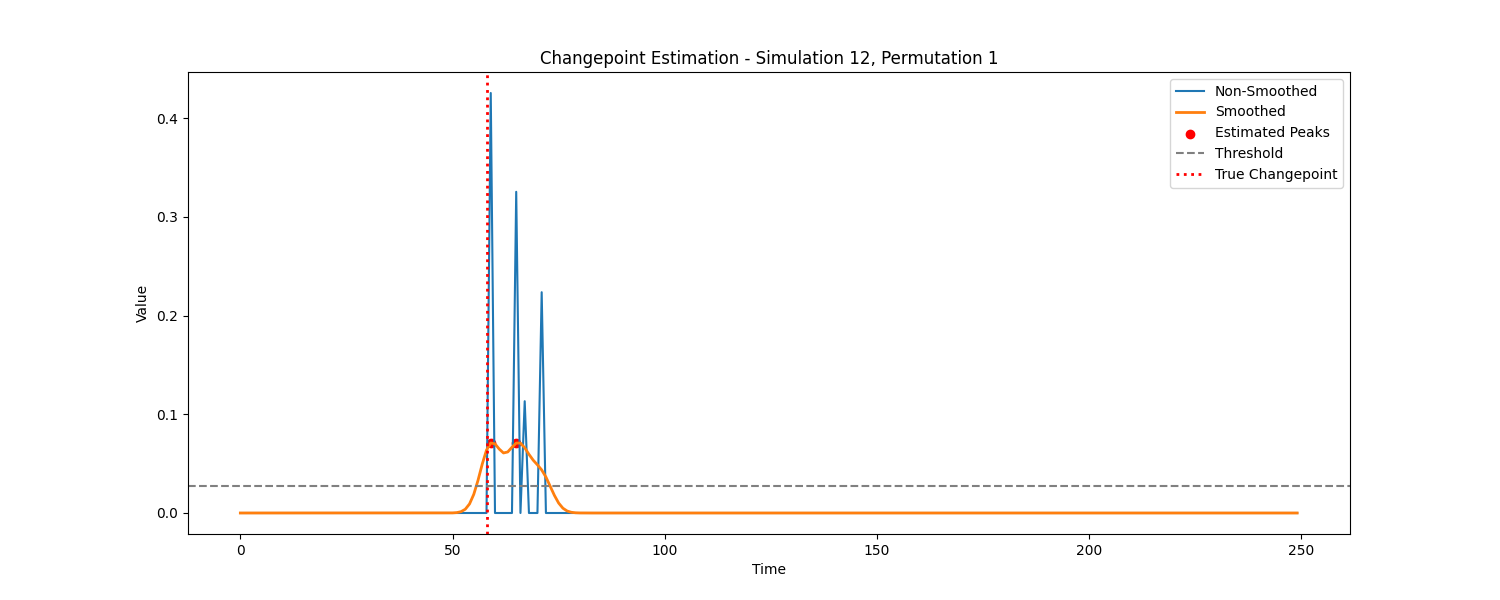 Changepoint Estimation - Simulation 12, Permutation 1
Non-Smoothed
Smoothed
Estimated Peaks
Threshold
True Changepoint
Value
0.4
0.3
0.2
0.1
0.0
0 50 100 150 200 250
Time